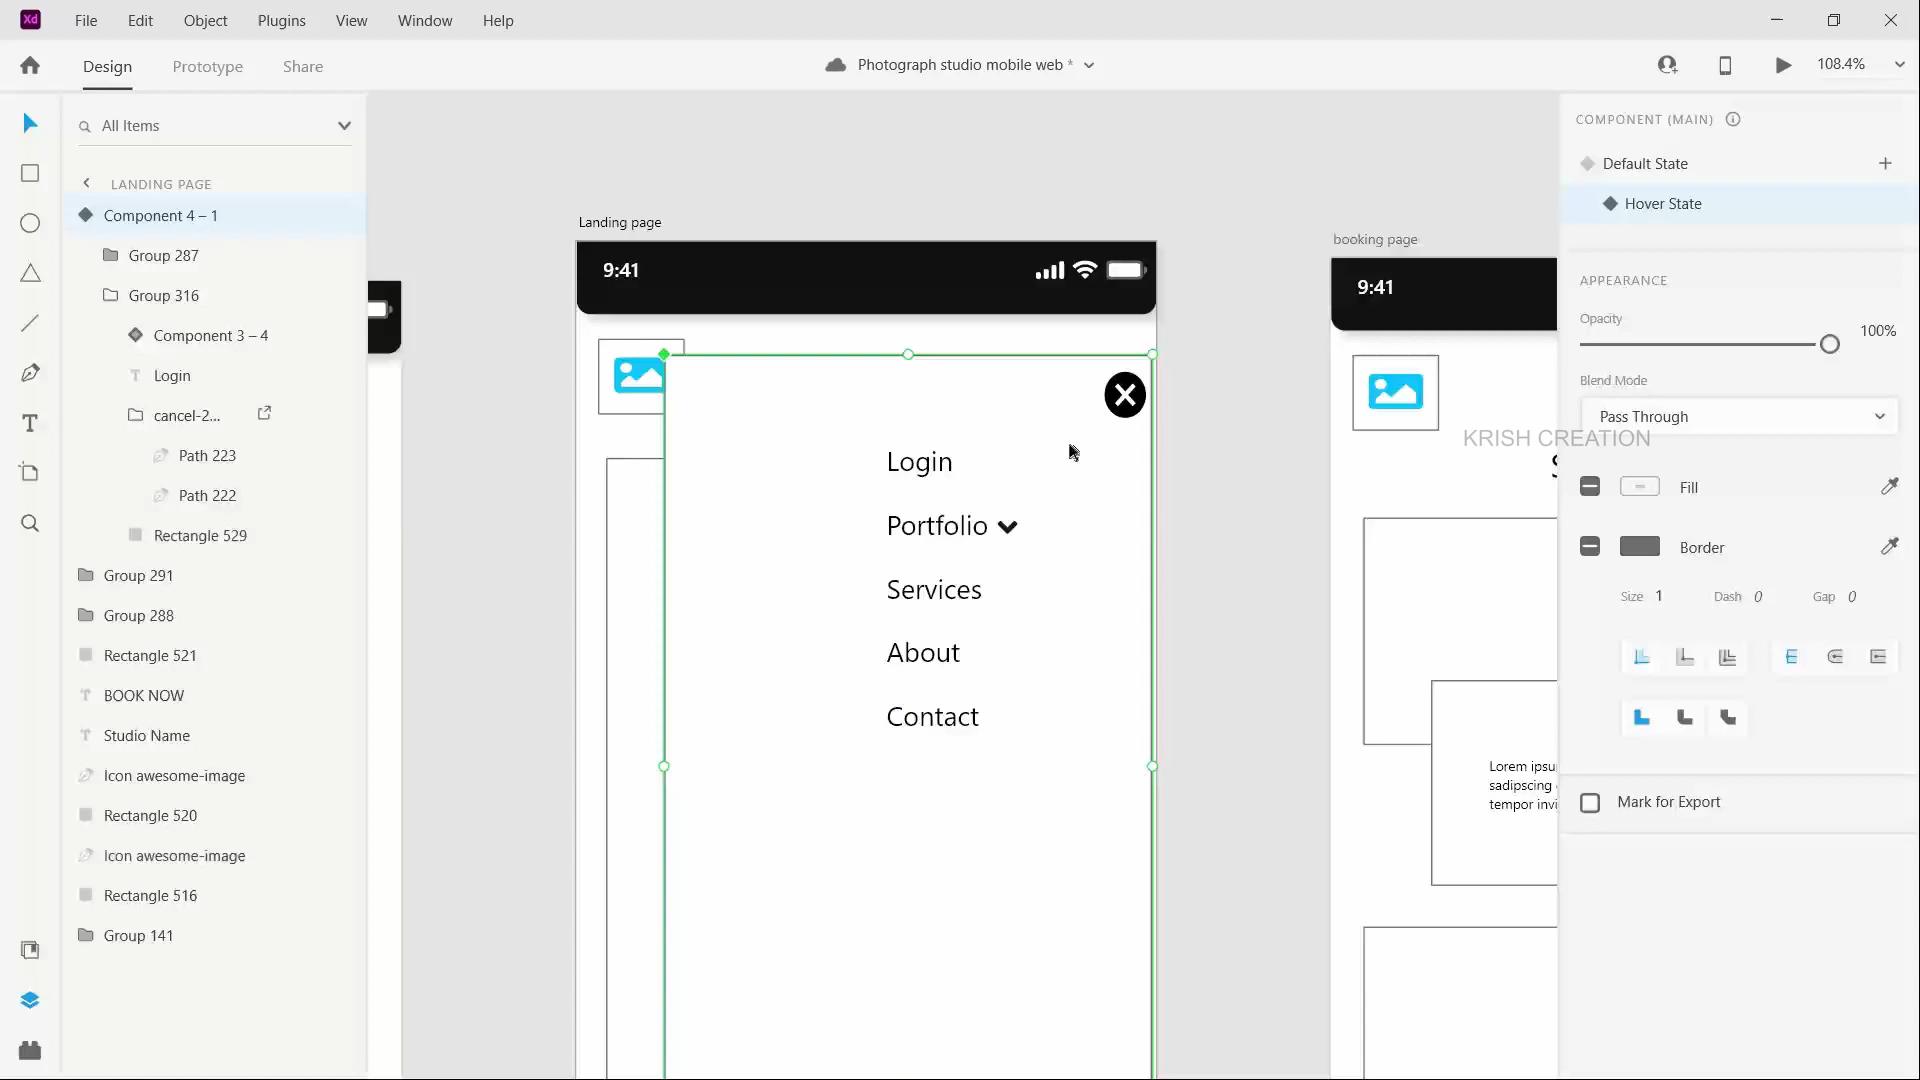 Xd File Edit Object Plugins View Window Help
Design Prototype Share
Photograph studio mobile web *
108.4%
All Items
LANDING PAGE
Component 4 – 1
Group 287
Group 316
Component 3 – 4
Login
cancel-2...
Path 223
Path 222
Rectangle 529
Group 291
Group 288
Rectangle 521
BOOK NOW
Studio Name
Icon awesome-image
Rectangle 520
Icon awesome-image
Rectangle 516
Group 141
Landing page
9:41
Login
Portfolio
Services
About
Contact
booking page
9:41
S
Lorem ipsu
sadipscing
tempor invi
COMPONENT (MAIN)
Default State
Hover State
APPEARANCE
Opacity
100%
Blend Mode
Pass Through
KRISH CREATION
Fill
Border
Size 1 Dash 0 Gap 0
Mark for Export